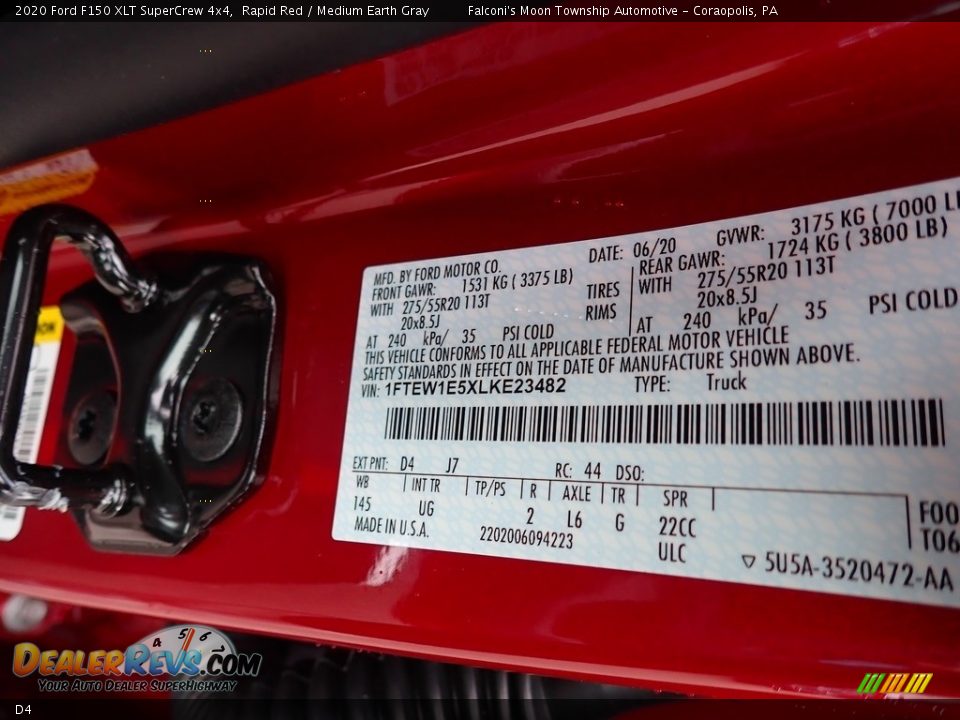 2020 Ford F150 XLT SuperCrew 4x4, Rapid Red / Medium Earth Gray Falconi's Moon Township Automotive - Coraopolis, PA
MFD. BY FORD MOTOR CO. DATE: 06/20 GVWR: 3175 KG ( 7000 L
FRONT GAWR: 1531 KG ( 3375 LB) REAR GAWR: 1724 KG ( 3800 LB)
WITH 275/55R20 113T TIRES WITH 275/55R20 113T
20x8.5J RIMS 20x8.5J
AT 240 kPa/ 35 PSI COLD AT 240 kPa/ 35 PSI COLD
THIS VEHICLE CONFORMS TO ALL APPLICABLE FEDERAL MOTOR VEHICLE
SAFETY STANDARDS IN EFFECT ON THE DATE OF MANUFACTURE SHOWN ABOVE.
VIN: 1FTEW1E5XLKE23482 TYPE: Truck
EXT PNT: D4 J7 RC: 44 DSO:
WB INT TR TP/PS R AXLE TR SPR
145 UG 2 L6 G 22CC F00
MADE IN U.S.A. 2202006094223 ULC T06
▽ 5U5A-3520472-AA
DEALERREVS.COM
YOUR AUTO DEALER SUPERHIGHWAY
4 5 6
D4